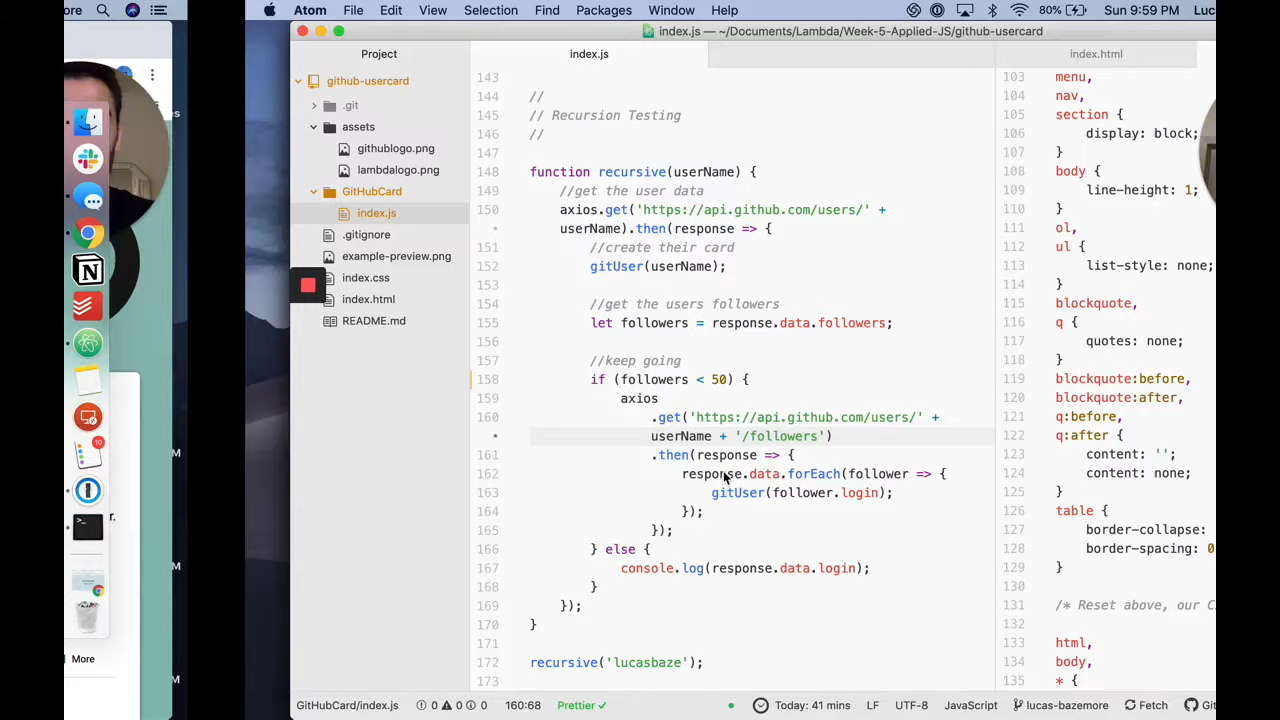 ore
Atom File Edit View Selection Find Packages Window Help
80% Sun 9:59 PM Luc
index.js — ~/Documents/Lambda/Week-5-Applied-JS/github-usercard
Project
github-usercard
.git
assets
githublogo.png
lambdalogo.png
GitHubCard
index.js
.gitignore
example-preview.png
index.css
index.html
README.md
index.js
143
144 //
145 // Recursion Testing
146 //
147
148 function recursive(userName) {
149 //get the user data
150 axios.get('https://api.github.com/users/' +
• userName).then(response => {
151 //create their card
152 gitUser(userName);
153
154 //get the users followers
155 let followers = response.data.followers;
156
157 //keep going
158 if (followers < 50) {
159 axios
160 .get('https://api.github.com/users/' +
• userName + '/followers')
161 .then(response => {
162 response.data.forEach(follower => {
163 gitUser(follower.login);
164 });
165 });
166 } else {
167 console.log(response.data.login);
168 }
169 });
170 }
171
172 recursive('lucasbaze');
173
index.html
103 menu,
104 nav,
105 section {
106 display: block;
107 }
108 body {
109 line-height: 1;
110 }
111 ol,
112 ul {
113 list-style: none;
114 }
115 blockquote,
116 q {
117 quotes: none;
118 }
119 blockquote:before,
120 blockquote:after,
121 q:before,
122 q:after {
123 content: '';
124 content: none;
125 }
126 table {
127 border-collapse:
128 border-spacing: 0
129 }
130
131 /* Reset above, our C
132
133 html,
134 body,
135 * {
es
M
10
r.
M
M
More
M
GitHubCard/index.js 0 0 0 160:68 Prettier ✓
Today: 41 mins LF UTF-8 JavaScript lucas-bazemore Fetch Git